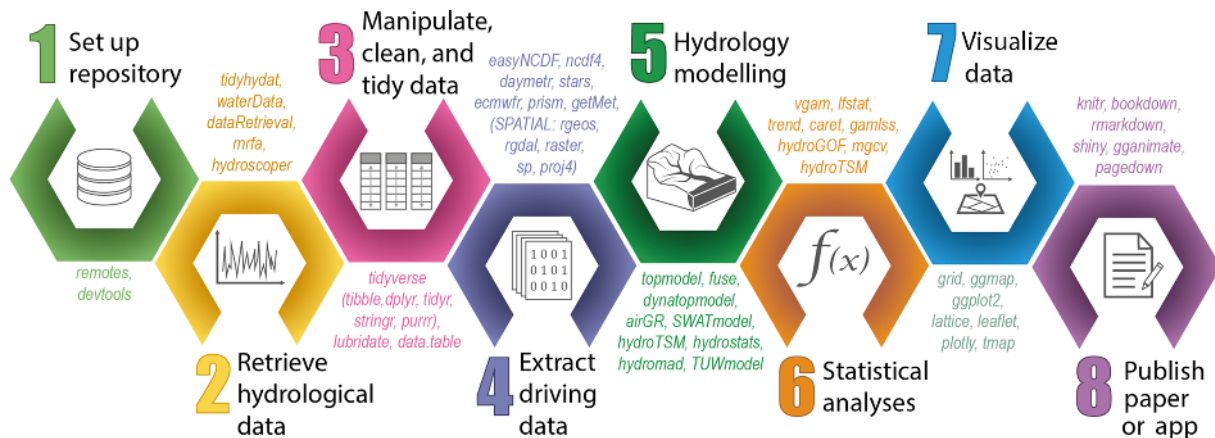 1
Set up
repository
remotes,
devtools
tidyhydat,
waterData,
dataRetrieval,
mrfa,
hydroscoper
2
Retrieve
hydrological
data
3
Manipulate,
clean, and
tidy data
tidyverse
(tibble,dplyr, tidyr,
stringr, purrr),
lubridate, data.table
easyNCDF, ncdf4,
daymetr, stars,
ecmwfr, prism, getMet,
(SPATIAL: rgeos,
rgdal, raster,
sp, proj4)
1001
0101
0010
4
Extract
driving
data
5
Hydrology
modelling
topmodel, fuse,
dynatopmodel,
airGR, SWATmodel,
hydroTSM, hydrostats,
hydromad, TUWmodel
vgam, lfstat,
trend, caret, gamlss,
hydroGOF, mgcv,
hydroTSM
f(x)
6
Statistical
analyses
7
Visualize
data
grid, ggmap,
ggplot2,
lattice, leaflet,
plotly, tmap
knitr, bookdown,
rmarkdown,
shiny, gganimate,
pagedown
8
Publish
paper
or app